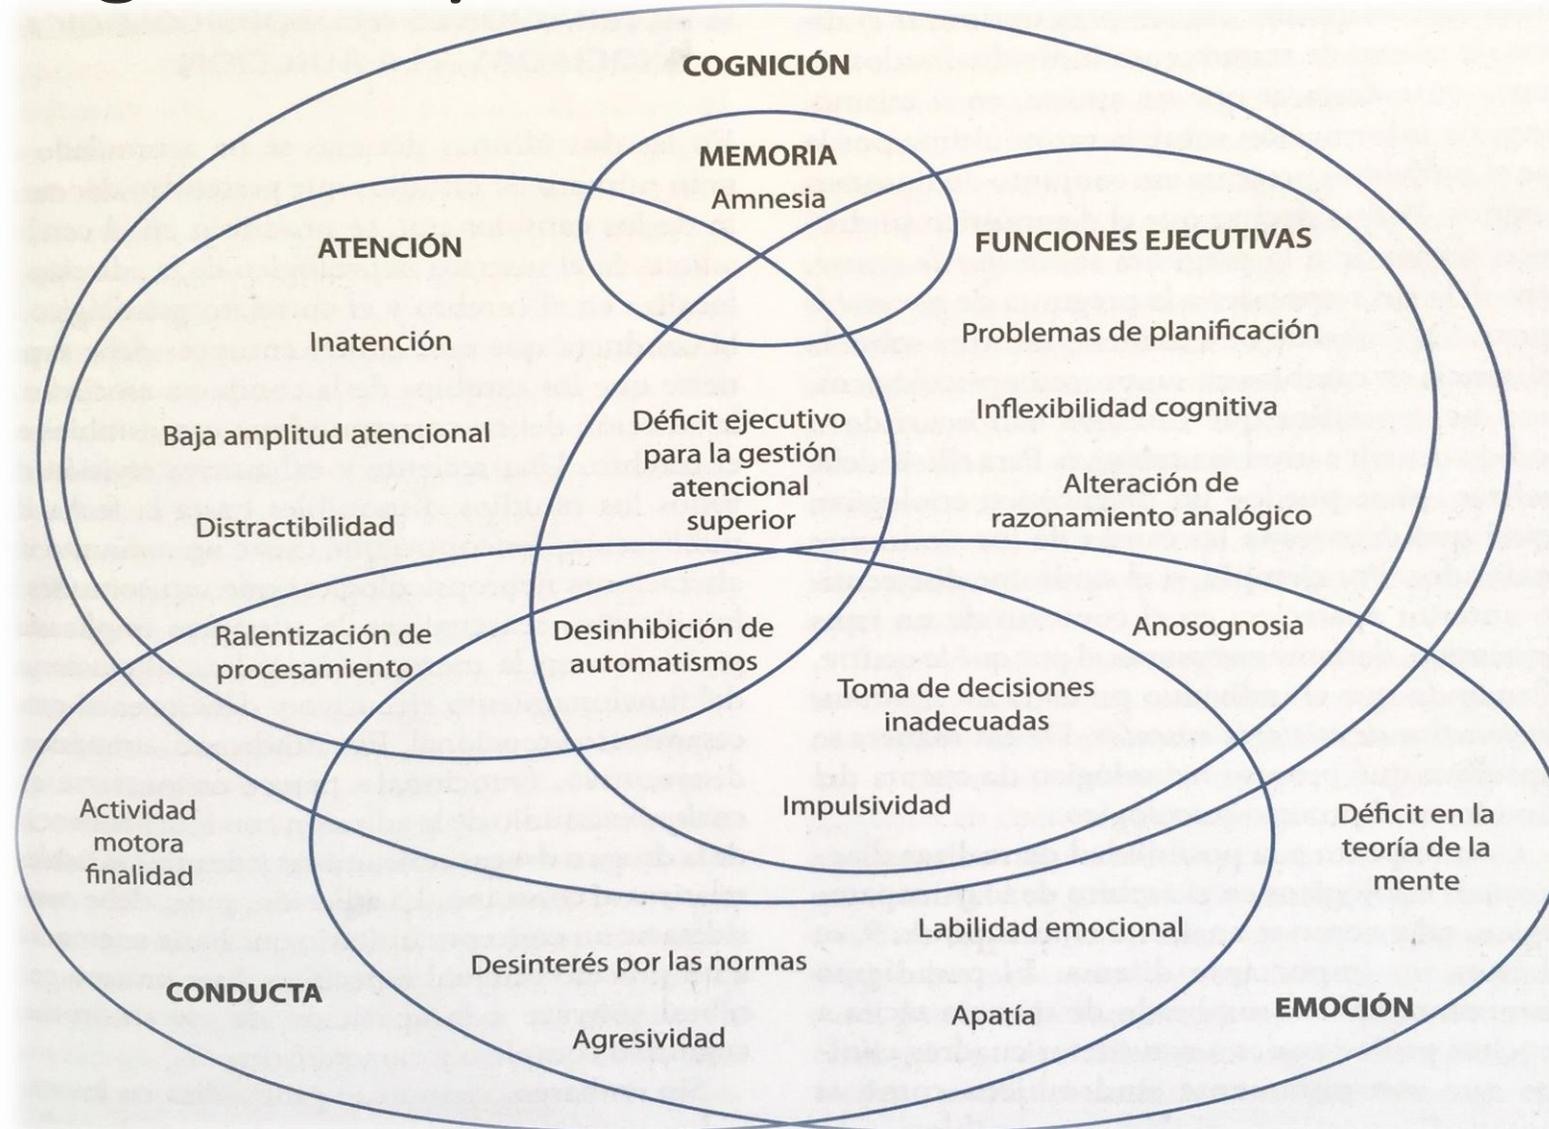 COGNICIÓN
MEMORIA
Amnesia
ATENCIÓN
FUNCIONES EJECUTIVAS
Inatención
Problemas de planificación
Baja amplitud atencional
Déficit ejecutivo
para la gestión
atencional
superior
Inflexibilidad cognitiva
Alteración de
razonamiento analógico
Distractibilidad
Ralentización de
procesamiento
Desinhibición de
automatismos
Anosognosia
Toma de decisiones
inadecuadas
Impulsividad
Actividad
motora
finalidad
Déficit en la
teoría de la
mente
Labilidad emocional
Desinterés por las normas
CONDUCTA
Apatía
EMOCIÓN
Agresividad